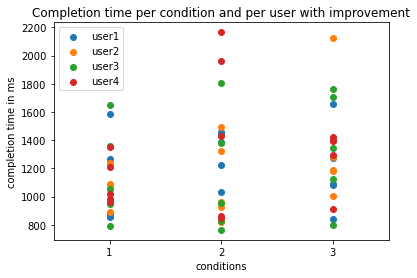 Completion time per condition and per user with improvement
2200
2000
1800
1600
1400
1200
1000
800
completion time in ms
user1
user2
user3
user4
1 2 3
conditions